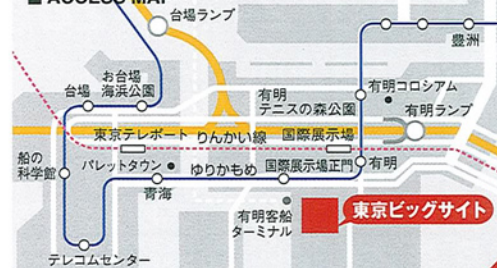 ACCESS MAP
台場ランプ
豊洲
お台場
海浜公園
台場
有明
テニスの森公園
有明コロシアム
有明ランプ
東京テレポート
りんかい線
国際展示場
船の
科学館
パレットタウン
ゆりかもめ
国際展示場正門
有明
青海
有明客船
ターミナル
東京ビッグサイト
テレコムセンター